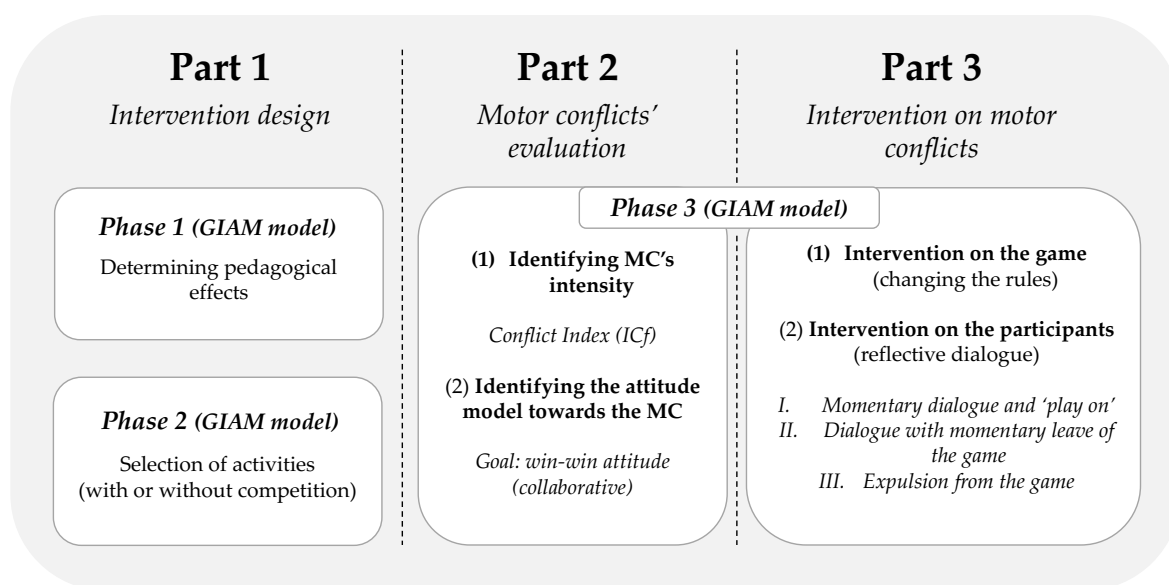 Part 1
Intervention design
Phase 1 (GIAM model)
Determining pedagogical
effects
Phase 2 (GIAM model)
Selection of activities
(with or without competition)
Part 2
Motor conflicts’
evaluation
Part 3
Intervention on motor
conflicts
Phase 3 (GIAM model)
(1) Identifying MC’s
intensity
Conflict Index (ICf)
(2) Identifying the attitude
model towards the MC
Goal: win-win attitude
(collaborative)
(1) Intervention on the game
(changing the rules)
(2) Intervention on the participants
(reflective dialogue)
I. Momentary dialogue and ‘play on’
II. Dialogue with momentary leave of
the game
III. Expulsion from the game